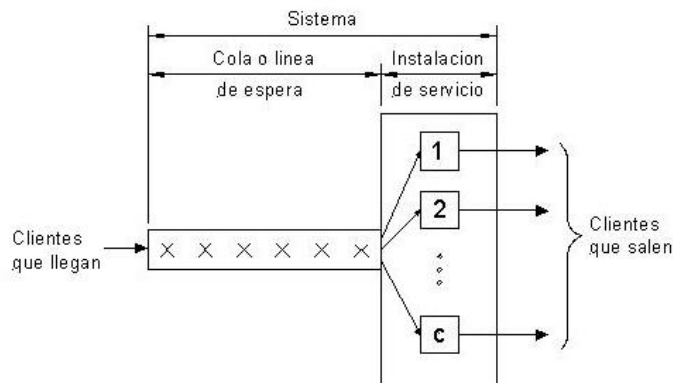 Sistema
Cola o linea
de espera
Instalacion
de servicio
1
2
c
Clientes
que llegan
× × × × × ×
Clientes
que salen